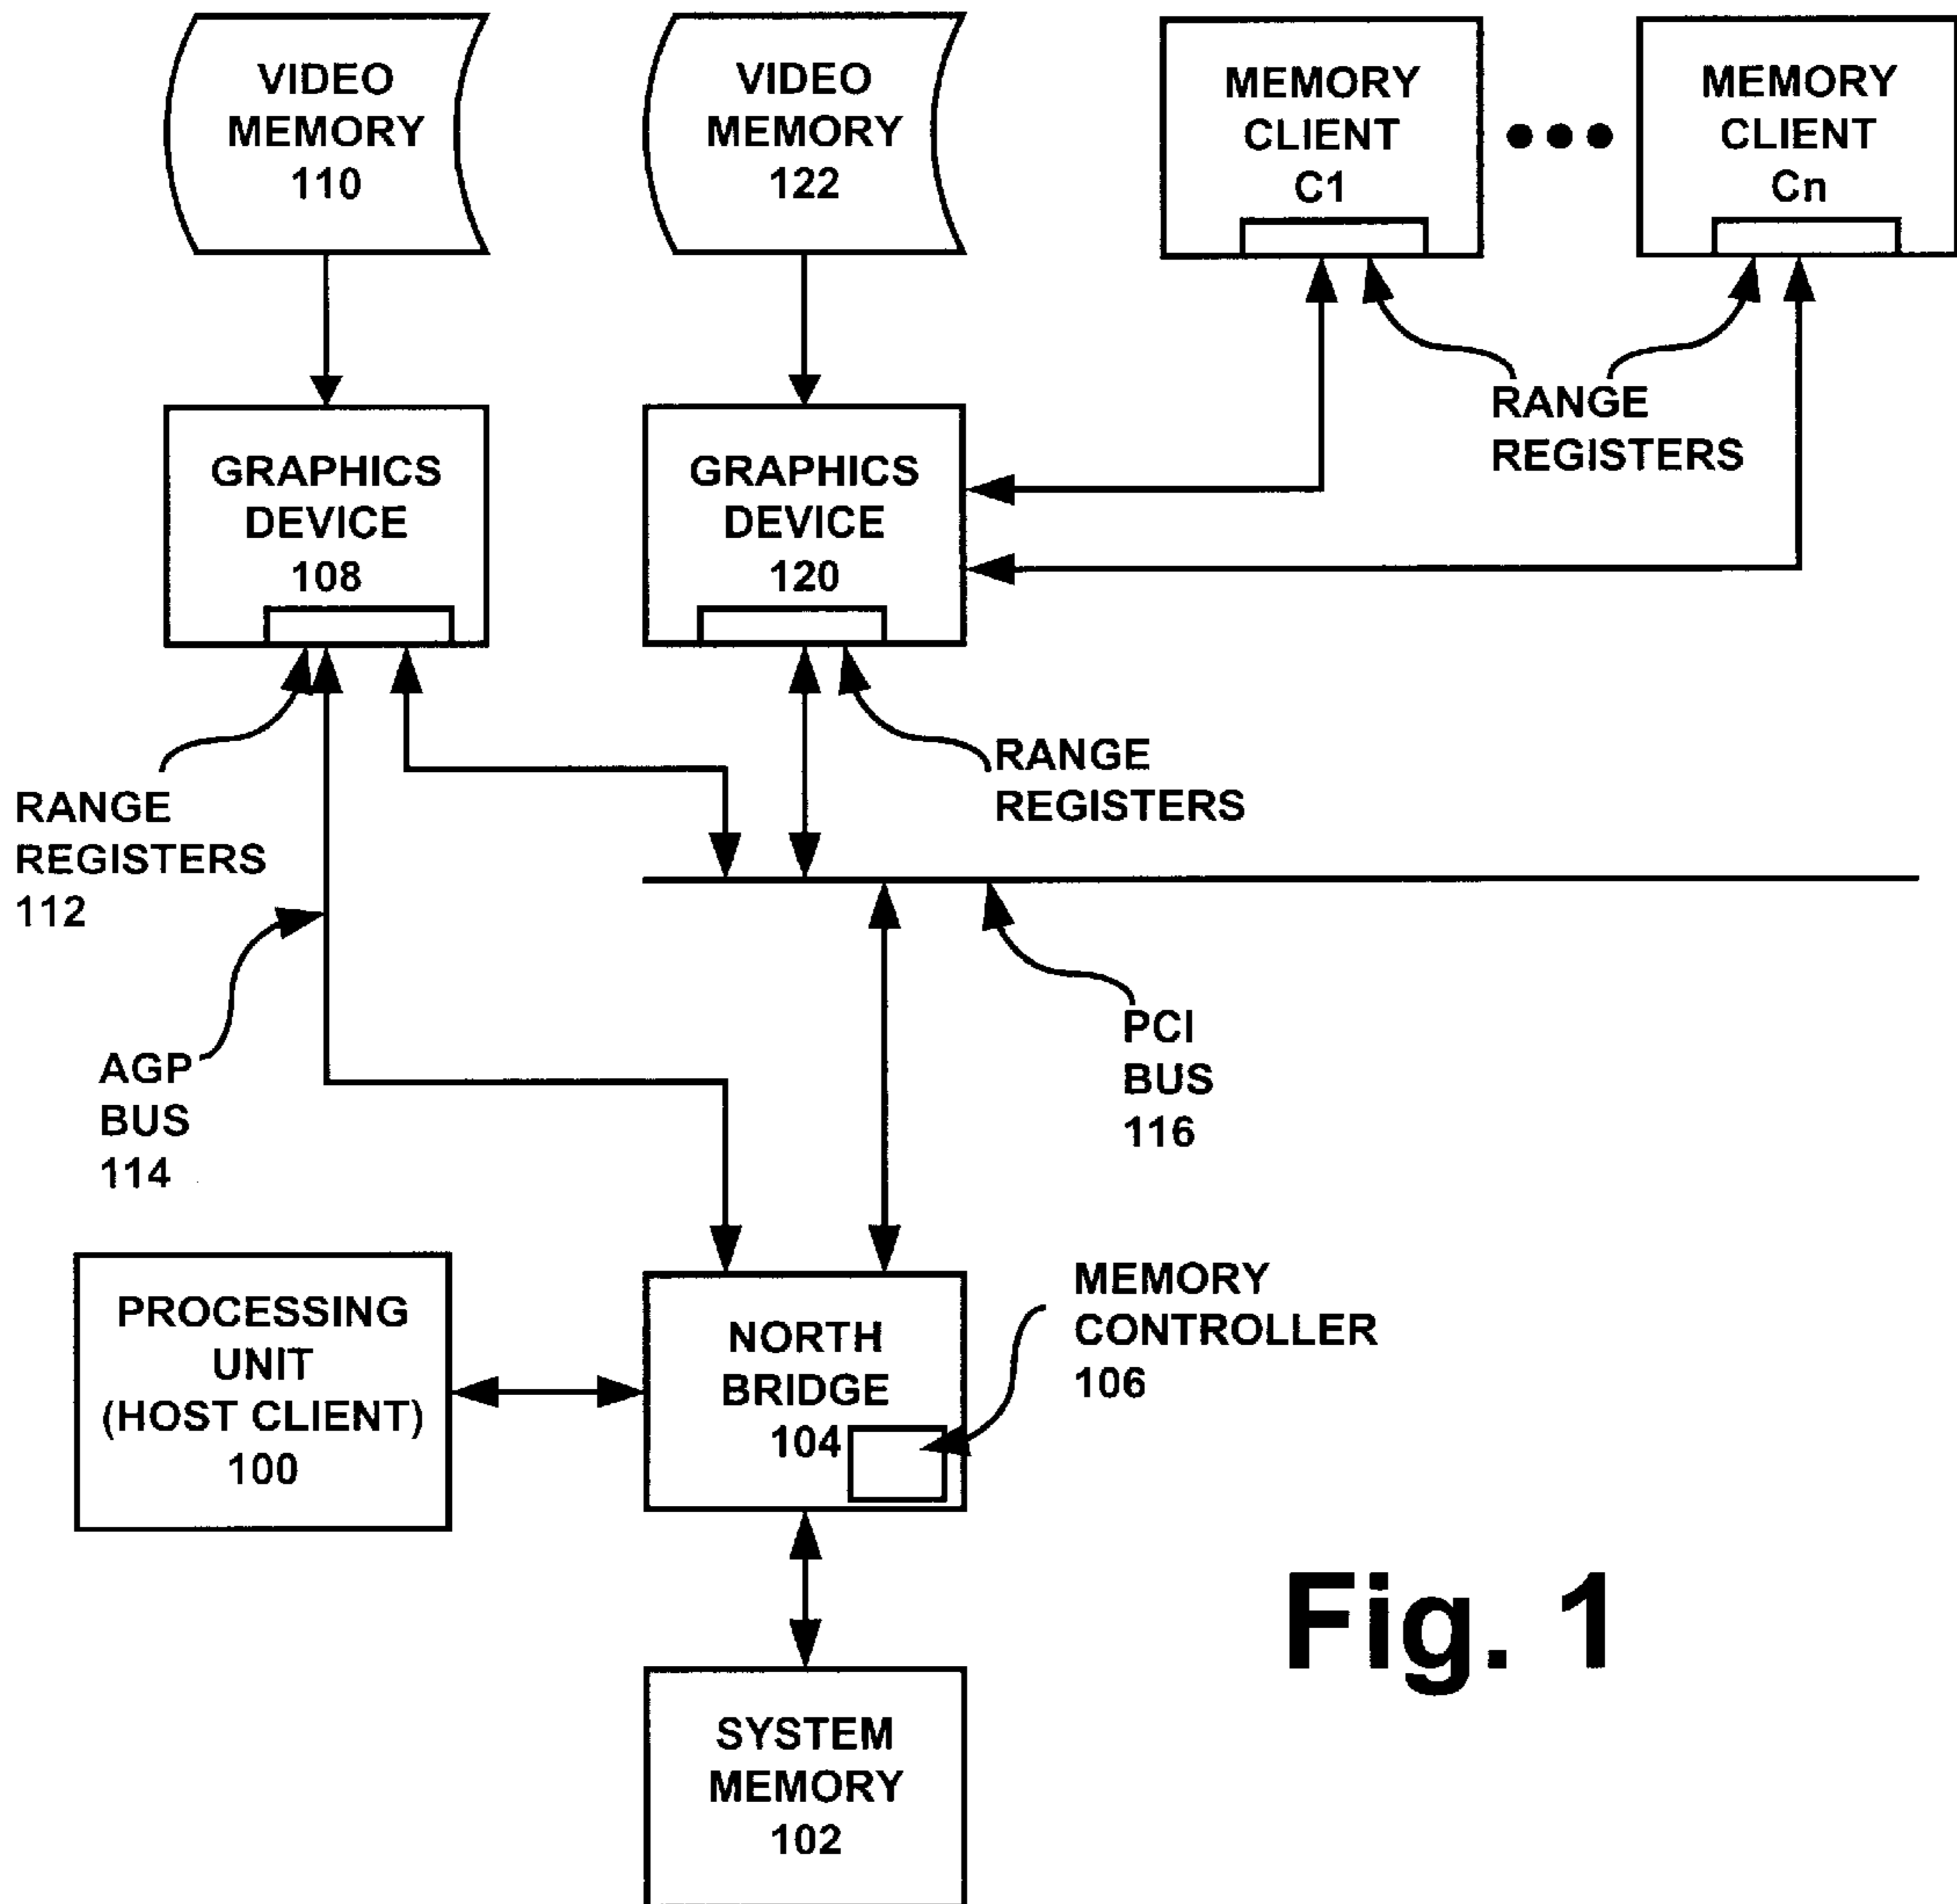 VIDEO
MEMORY
110
VIDEO
MEMORY
122
MEMORY
CLIENT
C1
MEMORY
CLIENT
Cn
RANGE
REGISTERS
GRAPHICS
DEVICE
108
GRAPHICS
DEVICE
120
RANGE
REGISTERS
112
RANGE
REGISTERS
AGP
BUS
114
PCI
BUS
116
PROCESSING
UNIT
(HOST CLIENT)
100
NORTH
BRIDGE
104
MEMORY
CONTROLLER
106
SYSTEM
MEMORY
102
Fig. 1